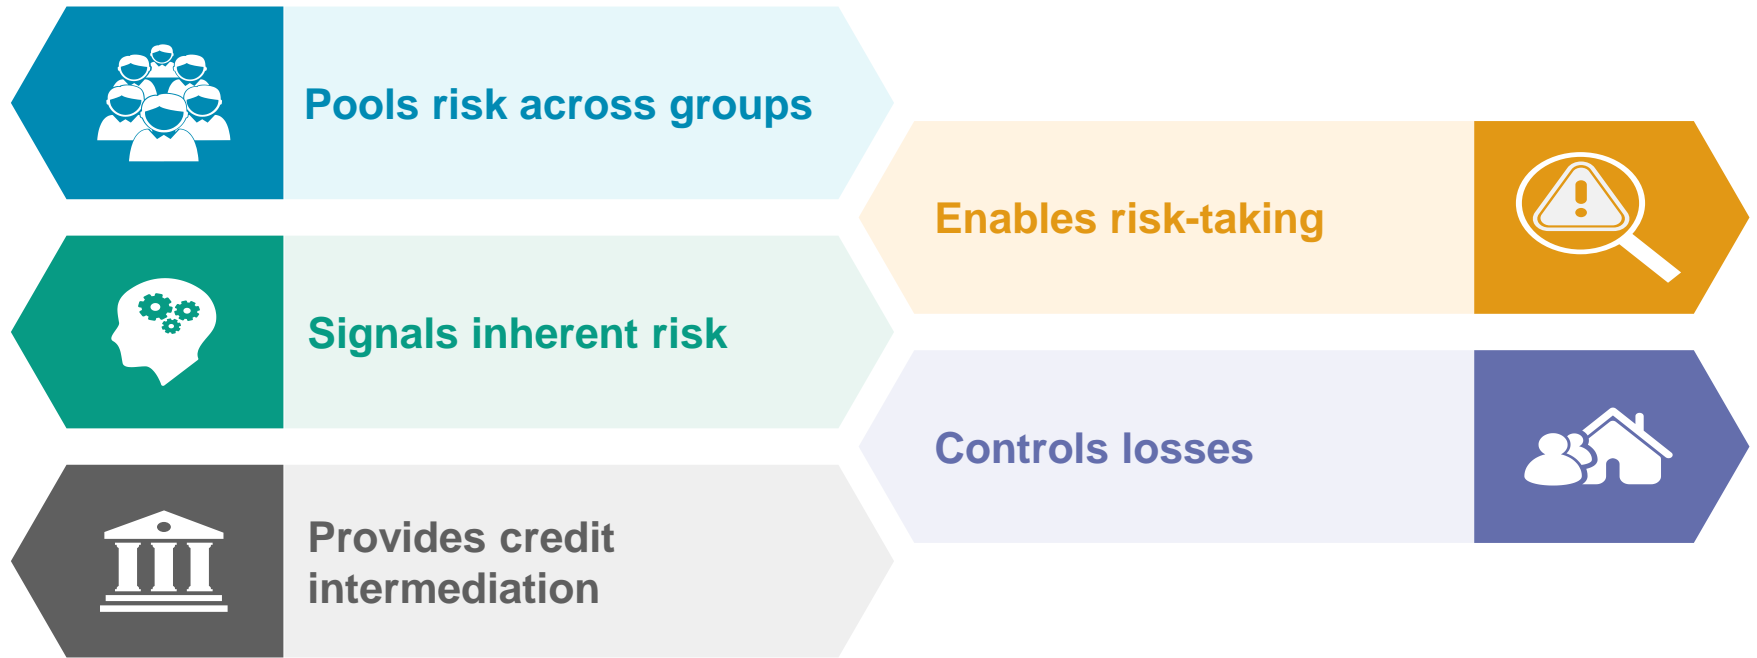 Pools risk across groups
Enables risk-taking
Signals inherent risk
Controls losses
Provides credit
intermediation